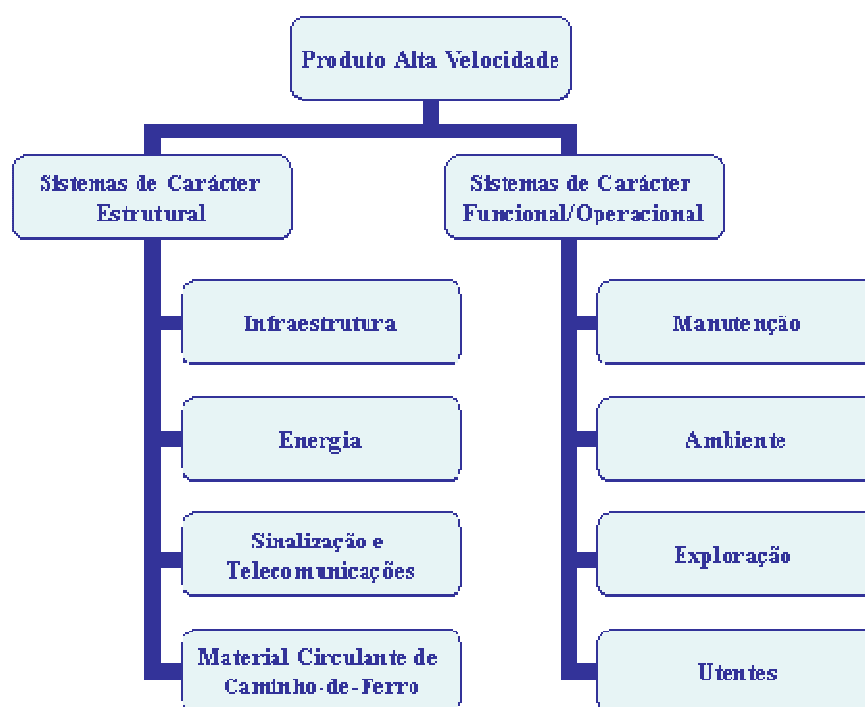 Produto Alta Velocidade
Sistemas de Carácter
Estrutural
Sistemas de Carácter
Funcional/Operacional
Infraestrutura
Energia
Sinalização e
Telecomunicações
Material Circulante de
Caminho-de-Ferro
Manutenção
Ambiente
Exploração
Utentes